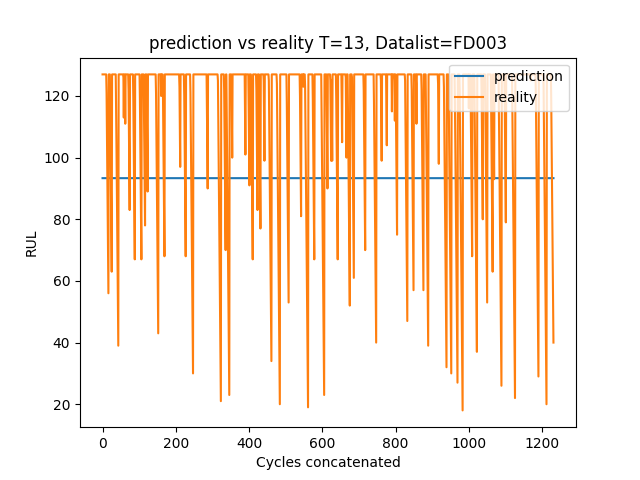 prediction vs reality T=13, Datalist=FD003
prediction
reality
RUL
120
100
80
60
40
20
0 200 400 600 800 1000 1200
Cycles concatenated